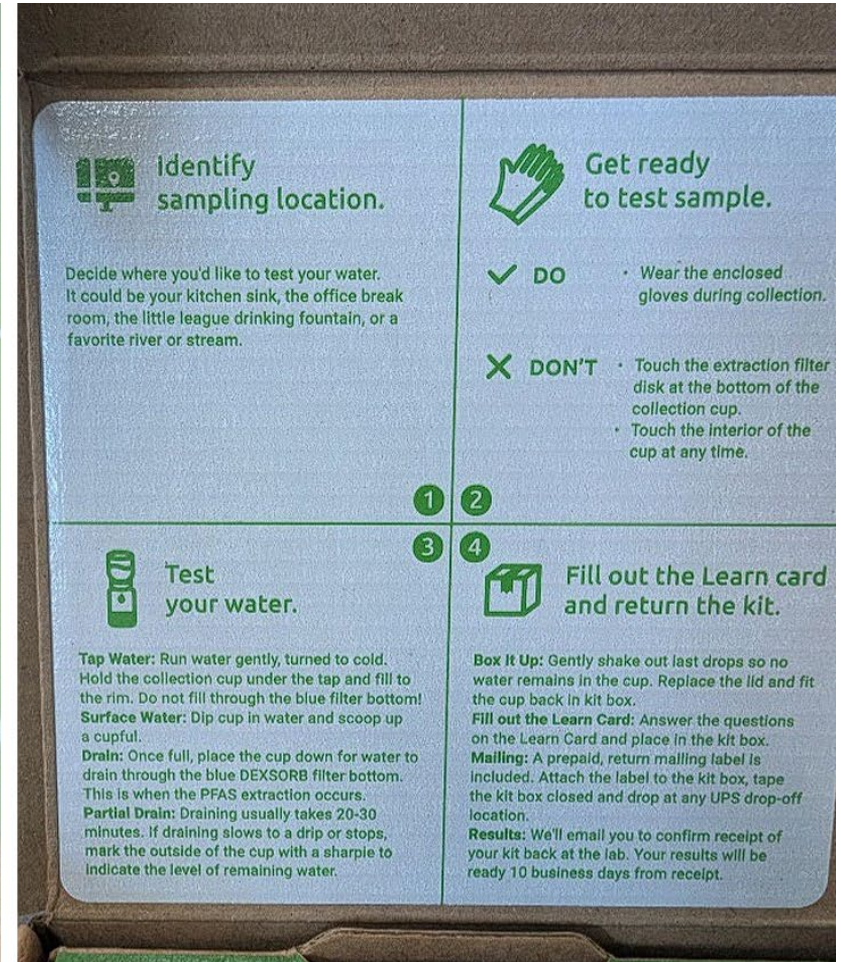 Identify
sampling location.
Decide where you'd like to test your water.
It could be your kitchen sink, the office break
room, the little league drinking fountain, or a
favorite river or stream.
1
Get ready
to test sample.
DO
• Wear the enclosed
gloves during collection.
DON'T
• Touch the extraction filter
disk at the bottom of the
collection cup.
• Touch the interior of the
cup at any time.
2
3
Test
your water.
Tap Water: Run water gently, turned to cold.
Hold the collection cup under the tap and fill to
the rim. Do not fill through the blue filter bottom!
Surface Water: Dip cup in water and scoop up
a cupful.
Drain: Once full, place the cup down for water to
drain through the blue DEXSORB filter bottom.
This is when the PFAS extraction occurs.
Partial Drain: Draining usually takes 20-30
minutes. If draining slows to a drip or stops,
mark the outside of the cup with a sharpie to
indicate the level of remaining water.
4
Fill out the Learn card
and return the kit.
Box It Up: Gently shake out last drops so no
water remains in the cup. Replace the lid and fit
the cup back in kit box.
Fill out the Learn Card: Answer the questions
on the Learn Card and place in the kit box.
Mailing: A prepaid, return mailing label is
included. Attach the label to the kit box, tape
the kit box closed and drop at any UPS drop-off
location.
Results: We'll email you to confirm receipt of
your kit back at the lab. Your results will be
ready 10 business days from receipt.